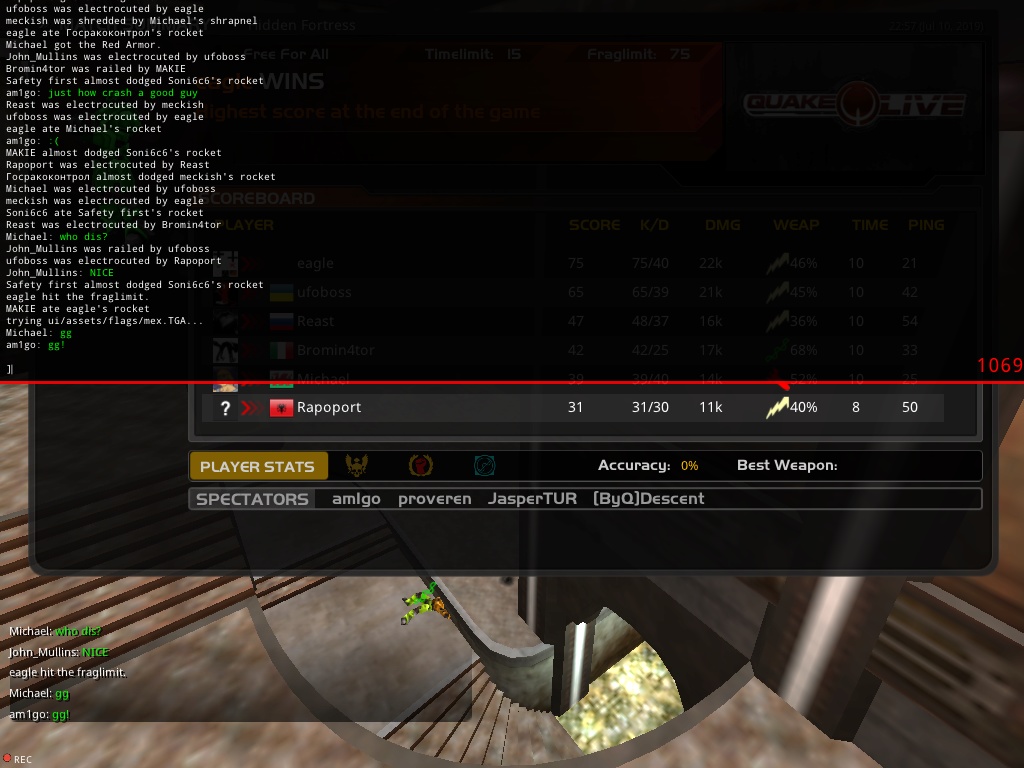 ufoboss was electrocuted by eagle
meckish was shredded by Michael's shrapnel
Hidden Fortress
eagle ate Госракоконтрол's rocket
Michael got the Red Armor.
John_Mullins was electrocuted by ufoboss
Bromin4tor was railed by MAKIE
Safety first almost dodged Soni6c6's rocket
am1go: just how crash a good guy
Reast was electrocuted by meckish
ufoboss was electrocuted by eagle
eagle ate Michael's rocket
am1go: :(
MAKIE almost dodged Soni6c6's rocket
Rapoport was electrocuted by Reast
Госракоконтрол almost dodged meckish's rocket
Michael was electrocuted by ufoboss
meckish was electrocuted by eagle
Soni6c6 ate Safety first's rocket
Reast was electrocuted by Bromin4tor
Michael: who dis?
John_Mullins was railed by ufoboss
ufoboss was electrocuted by Rapoport
John_Mullins: NICE
Safety first almost dodged Soni6c6's rocket
eagle hit the fraglimit.
MAKIE ate eagle's rocket
trying ui/assets/flags/mex.TGA...
Michael: gg
am1go: gg!
]
1069
Free For All Timelimit: 15 Fraglimit: 75
WINS
Highest score at the end of the game
QUAKE LIVE
SCOREBOARD
PLAYER SCORE K/D DMG WEAP TIME PING
eagle 75 75/40 22k 46% 10 21
ufoboss 65 65/39 21k 45% 10 42
Reast 47 48/37 16k 36% 10 54
Bromin4tor 42 42/25 17k 68% 10 33
Michael 39 39/40 14k 52% 10 25
? Rapoport 31 31/30 11k 40% 8 50
PLAYER STATS Accuracy: 0% Best Weapon:
SPECTATORS am1go proveren JasperTUR [ByQ]Descent
Michael: who dis?
John_Mullins: NICE
eagle hit the fraglimit.
Michael: gg
am1go: gg!
REC